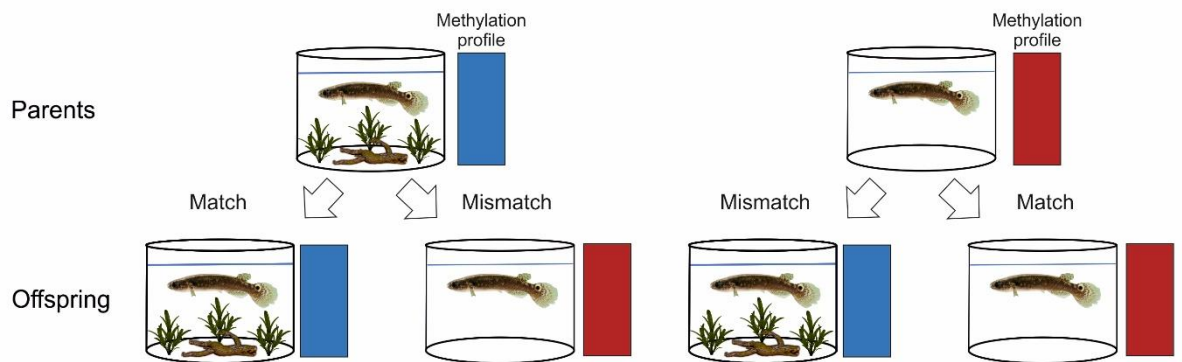 Methylation
profile
Methylation
profile
Parents
Match
Mismatch
Mismatch
Match
Offspring